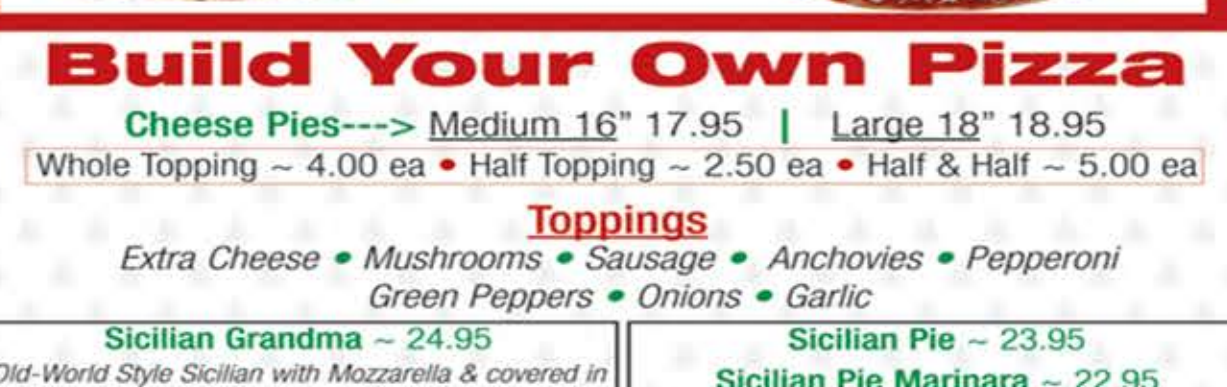 Build Your Own Pizza
Cheese Pies---> Medium 16” 17.95 | Large 18” 18.95
Whole Topping ~ 4.00 ea • Half Topping ~ 2.50 ea • Half & Half ~ 5.00 ea
Toppings
Extra Cheese • Mushrooms • Sausage • Anchovies • Pepperoni
Green Peppers • Onions • Garlic
Sicilian Grandma ~ 24.95
Old-World Style Sicilian with Mozzarella & covered in
Sicilian Pie ~ 23.95
Sicilian Pie Marinara ~ 22.95